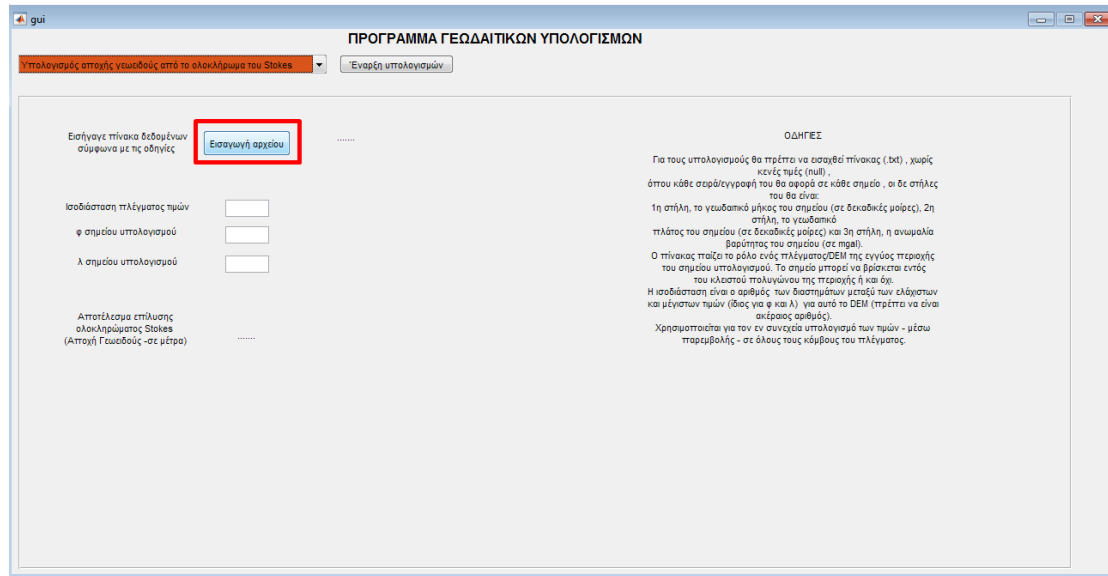 gui
ΠΡΟΓΡΑΜΜΑ ΓΕΩΔΑΙΤΙΚΩΝ ΥΠΟΛΟΓΙΣΜΩΝ
Υπολογισμός αποχής γεωειδούς από το ολοκλήρωμα του Stokes
Έναρξη υπολογισμών
Εισήγαγε πίνακα δεδομένων
σύμφωνα με τις οδηγίες
Εισαγωγή αρχείου
.......
Ισοδιάσταση πλέγματος τιμών
φ σημείου υπολογισμού
λ σημείου υπολογισμού
Αποτέλεσμα επίλυσης
ολοκληρώματος Stokes
(Αποχή Γεωειδούς -σε μέτρα)
.......
ΟΔΗΓΙΕΣ
Για τους υπολογισμούς θα πρέπει να εισαχθεί πίνακας (.txt) , χωρίς
κενές τιμές (null) ,
όπου κάθε σειρά/εγγραφή του θα αφορά σε κάθε σημείο , οι δε στήλες
του θα είναι:
1η στήλη, το γεωδαιτικό μήκος του σημείου (σε δεκαδικές μοίρες), 2η
στήλη, το γεωδαιτικό
πλάτος του σημείου (σε δεκαδικές μοίρες) και 3η στήλη, η ανωμαλία
βαρύτητας του σημείου (σε mgal).
Ο πίνακας παίζει το ρόλο ενός πλέγματος/DEM της εγγύος περιοχής
του σημείου υπολογισμού. Το σημείο μπορεί να βρίσκεται εντός
του κλειστού πολυγώνου της περιοχής ή και όχι.
Η ισοδιάσταση είναι ο αριθμός των διαστημάτων μεταξύ των ελάχιστων
και μέγιστων τιμών (ίδιος για φ και λ) για αυτό το DEM (πρέπει να είναι
ακέραιος αριθμός).
Χρησιμοποιείται για τον εν συνεχεία υπολογισμό των τιμών - μέσω
παρεμβολής - σε όλους τους κόμβους του πλέγματος.